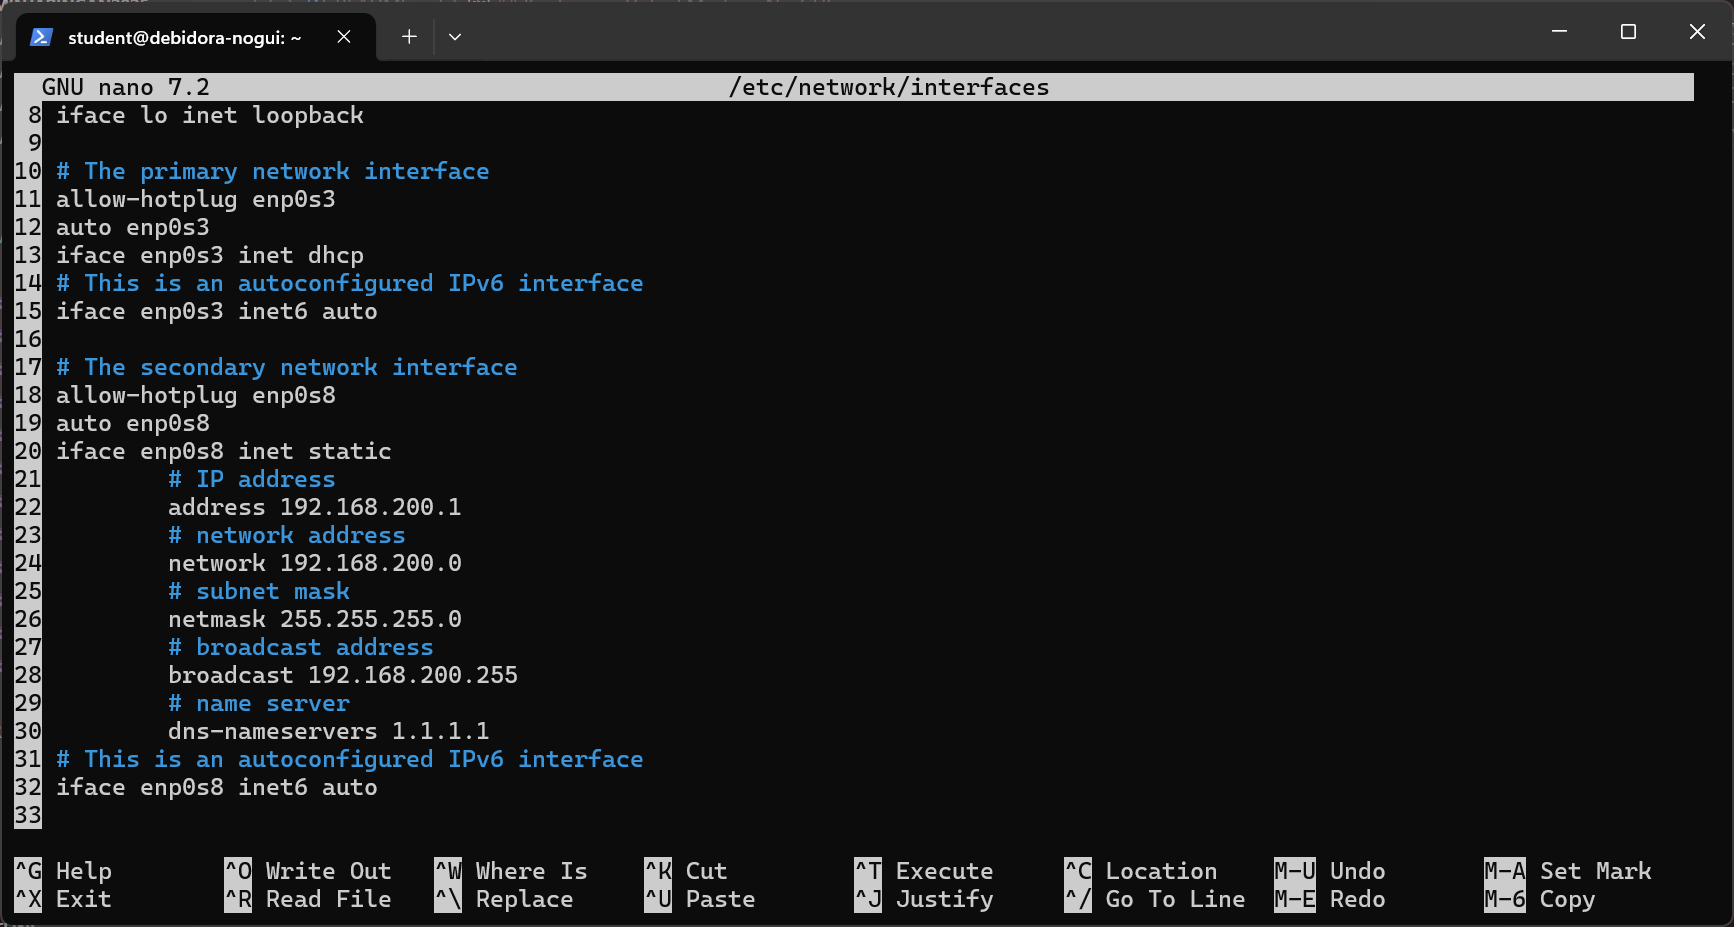 student@debidora-nogui: ~
GNU nano 7.2 /etc/network/interfaces
8 iface lo inet loopback
9
10 # The primary network interface
11 allow-hotplug enp0s3
12 auto enp0s3
13 iface enp0s3 inet dhcp
14 # This is an autoconfigured IPv6 interface
15 iface enp0s3 inet6 auto
16
17 # The secondary network interface
18 allow-hotplug enp0s8
19 auto enp0s8
20 iface enp0s8 inet static
21 # IP address
22 address 192.168.200.1
23 # network address
24 network 192.168.200.0
25 # subnet mask
26 netmask 255.255.255.0
27 # broadcast address
28 broadcast 192.168.200.255
29 # name server
30 dns-nameservers 1.1.1.1
31 # This is an autoconfigured IPv6 interface
32 iface enp0s8 inet6 auto
33
^G Help ^O Write Out ^W Where Is ^K Cut ^T Execute ^C Location M-U Undo M-A Set Mark
^X Exit ^R Read File ^\ Replace ^U Paste ^J Justify ^/ Go To Line M-E Redo M-6 Copy